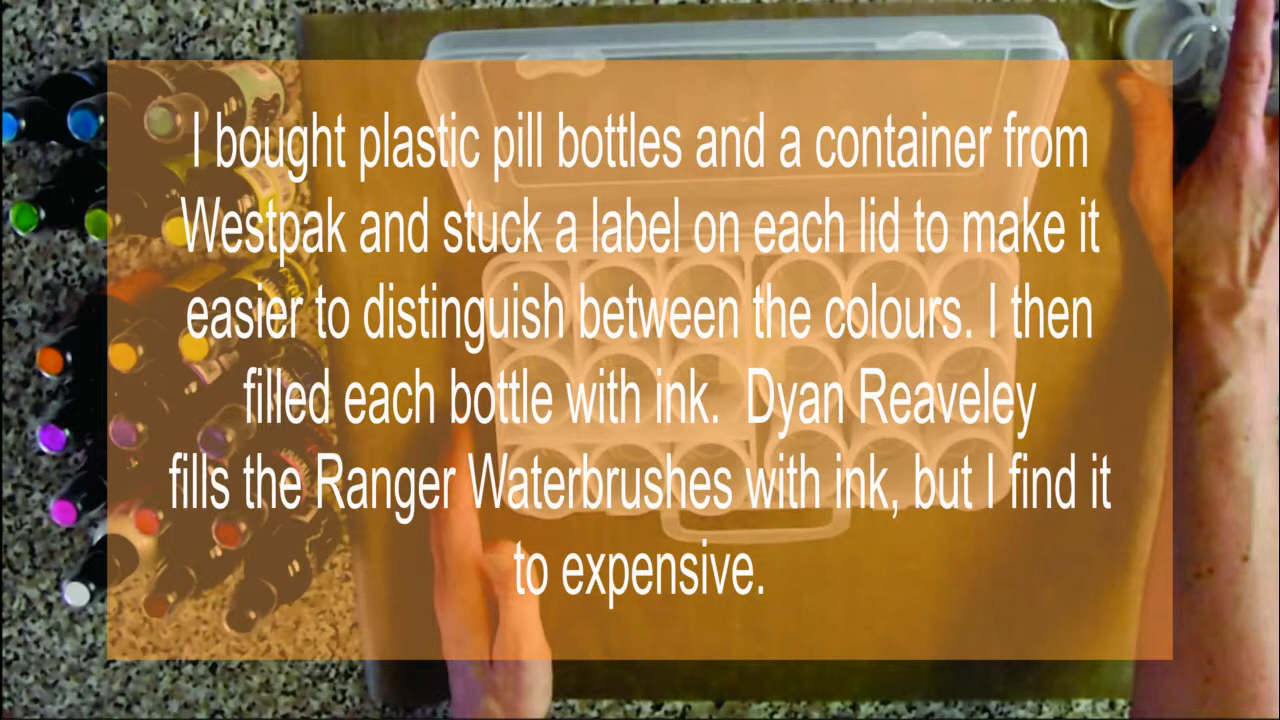 I bought plastic pill bottles and a container from
Westpak and stuck a label on each lid to make it
easier to distinguish between the colours. I then
filled each bottle with ink.  Dyan Reaveley
fills the Ranger Waterbrushes with ink, but I find it
to expensive.